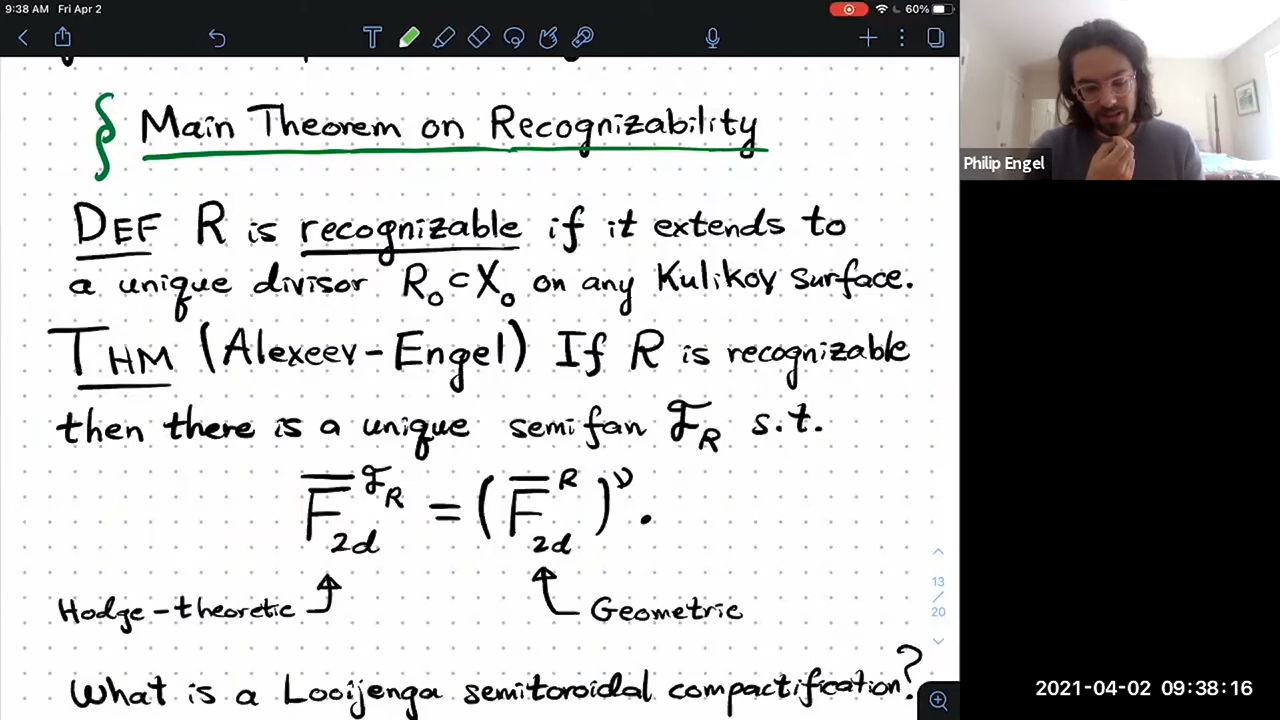 9:38 AM Fri Apr 2
60%
§ Main Theorem on Recognizability
DEF R is recognizable if it extends to
a unique divisor R₀⊂X₀ on any Kulikov surface.
THM (Alexeev-Engel) If R is recognizable
then there is a unique semifan 𝓕_R s.t.
F̅_{2d}^{𝓕_R} = (F̅_{2d}^R)^ν.
Hodge-theoretic
Geometric
What is a Looijenga semitoroidal compactification?
13
/
20
Philip Engel
2021-04-02 09:38:16